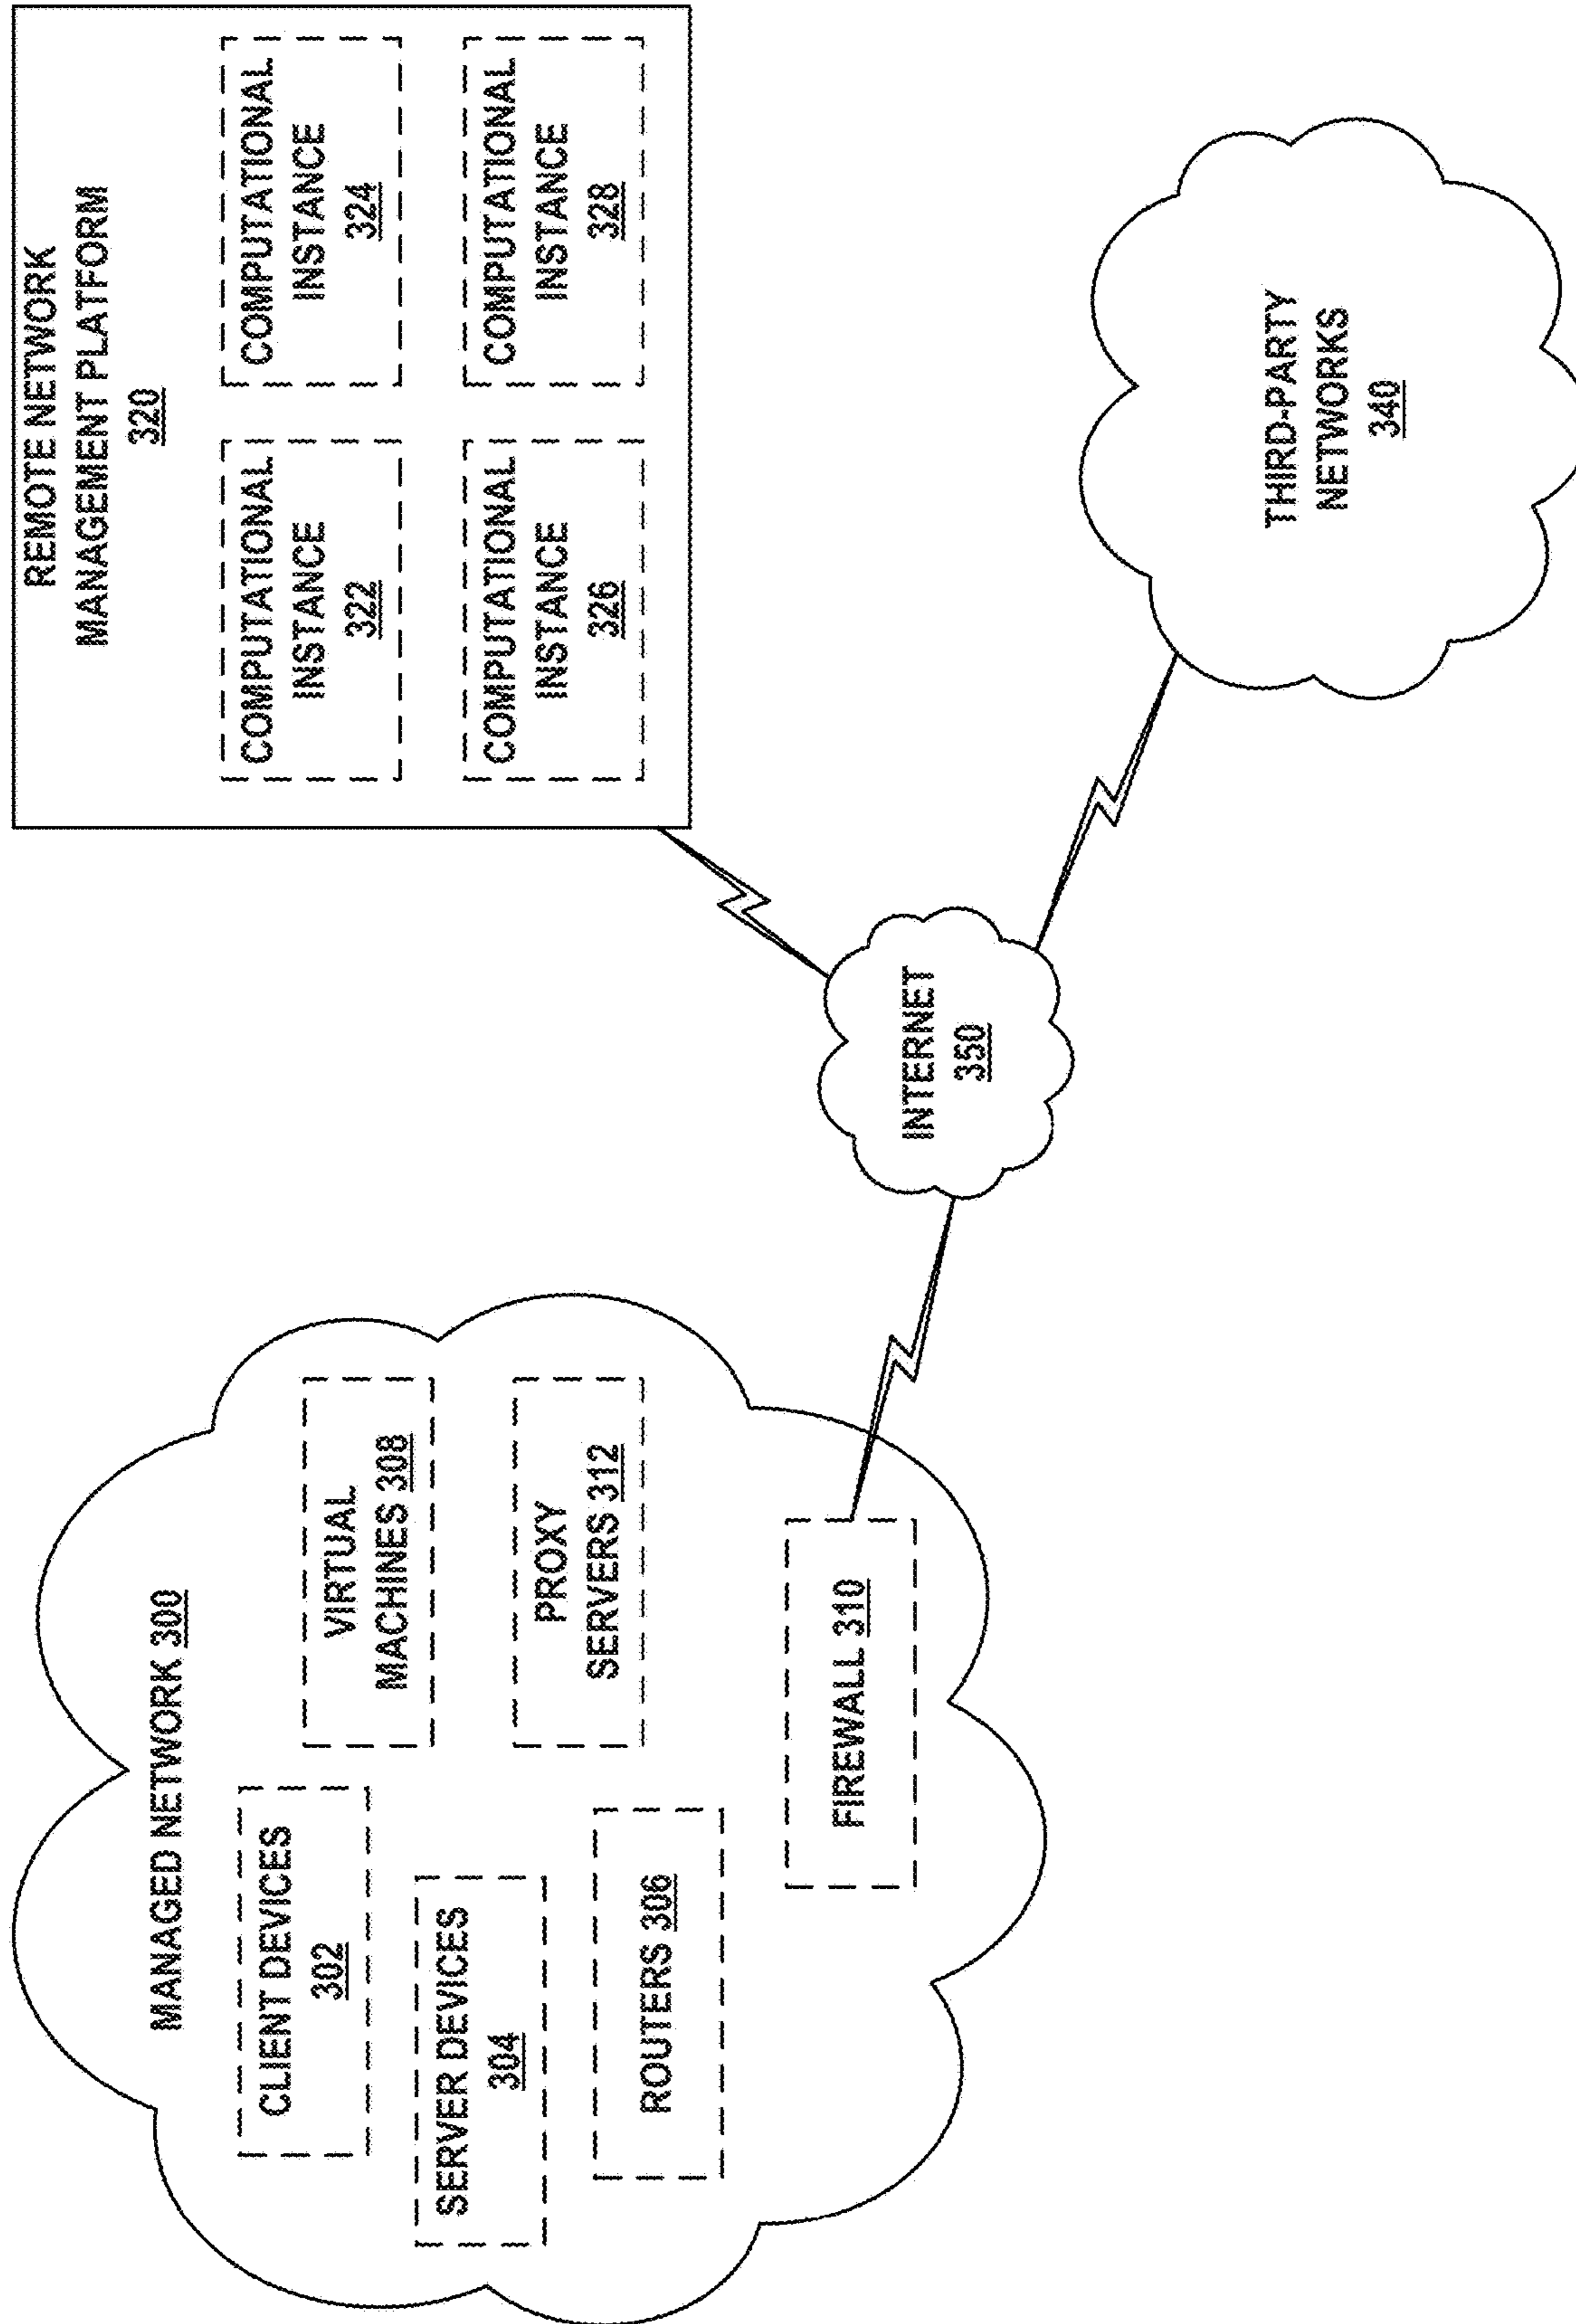 MANAGED NETWORK 300
CLIENT DEVICES
302
SERVER DEVICES
304
ROUTERS 306
VIRTUAL
MACHINES 308
PROXY
SERVERS 312
FIREWALL 310
INTERNET
350
REMOTE NETWORK
MANAGEMENT PLATFORM
320
COMPUTATIONAL
INSTANCE
322
COMPUTATIONAL
INSTANCE
324
COMPUTATIONAL
INSTANCE
326
COMPUTATIONAL
INSTANCE
328
THIRD-PARTY
NETWORKS
340